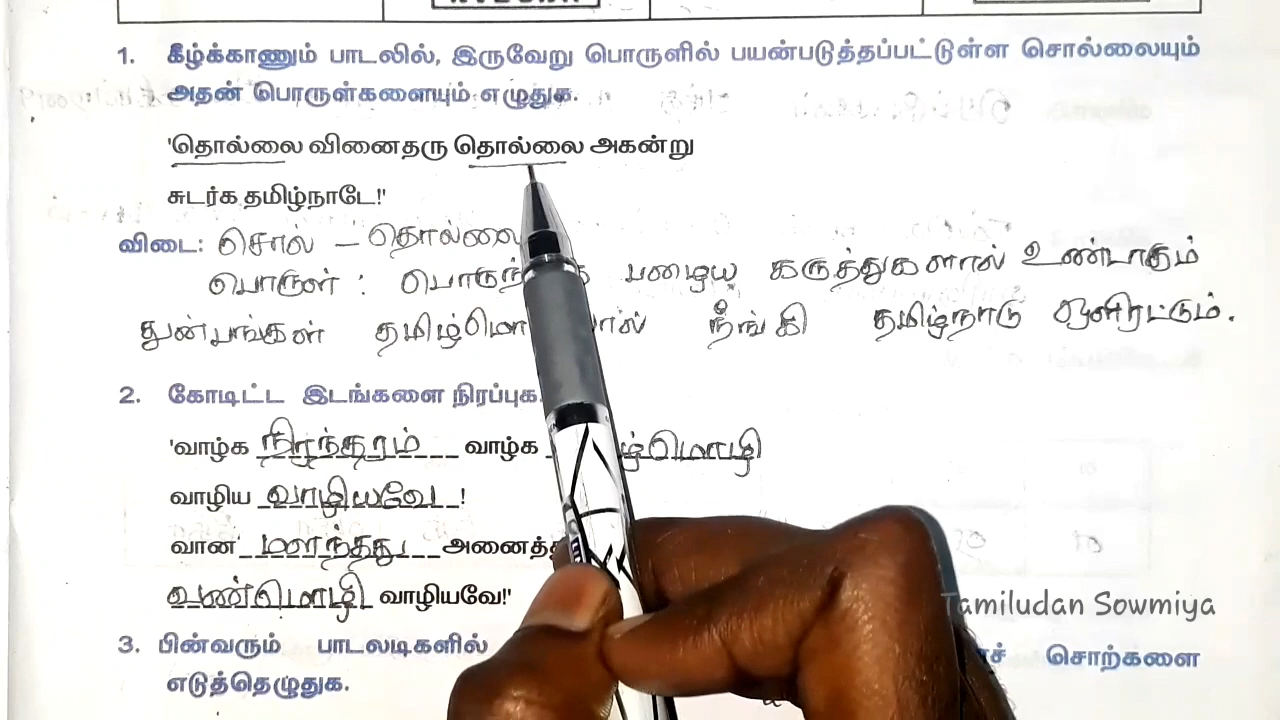 1. கீழ்க்காணும் பாடலில், இருவேறு பொருளில் பயன்படுத்தப்பட்டுள்ள சொல்லையும்
அதன் பொருள்களையும் எழுதுக.
'தொல்லை வினைதரு தொல்லை அகன்று
சுடர்க தமிழ்நாடே!'
விடை: சொல் – தொல்லை
பொருள் : பழைய கருத்துகளால் உண்டாகும்
துன்பங்கள் நீங்கி தமிழ்நாடு ஒளிரட்டும்.
2. கோடிட்ட இடங்களை நிரப்புக.
'வாழ்க நிரந்தரம் வாழ்க
வாழிய வாழியவே !
வான மளந்தது
வண்மொழி வாழியவே!'
3. பின்வரும் பாடலடிகளில் சொற்களை
எடுத்தெழுதுக.
Tamiludan Sowmiya